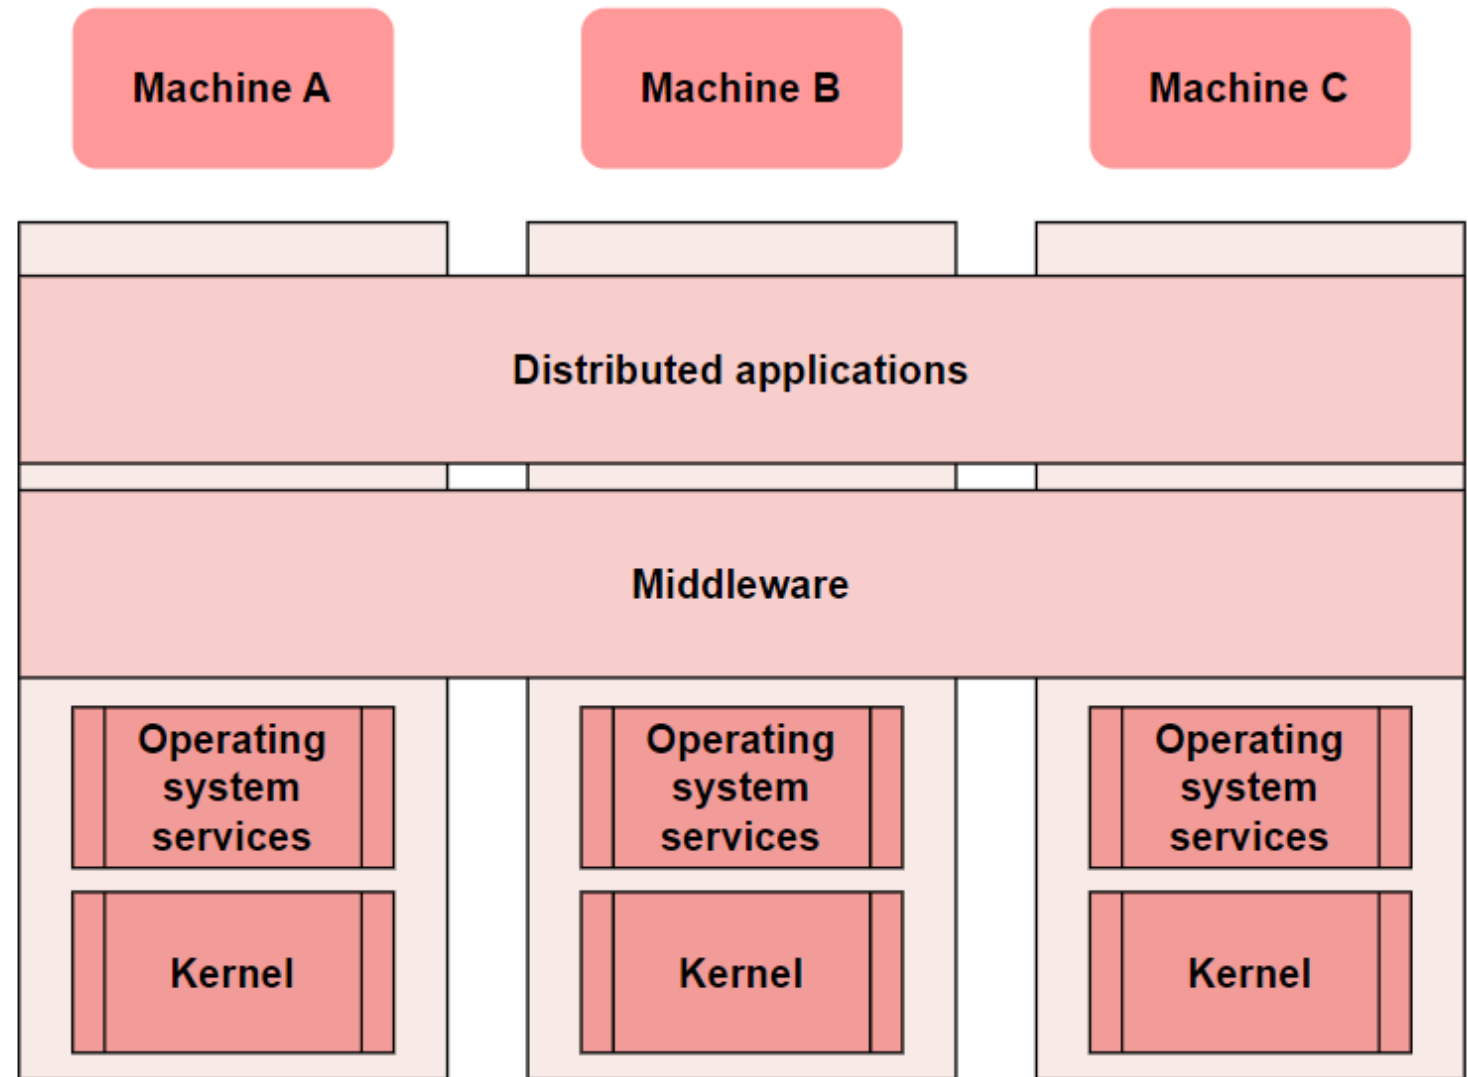 Machine A
Machine B
Machine C
Distributed applications
Middleware
Operating
system
services
Operating
system
services
Operating
system
services
Kernel
Kernel
Kernel